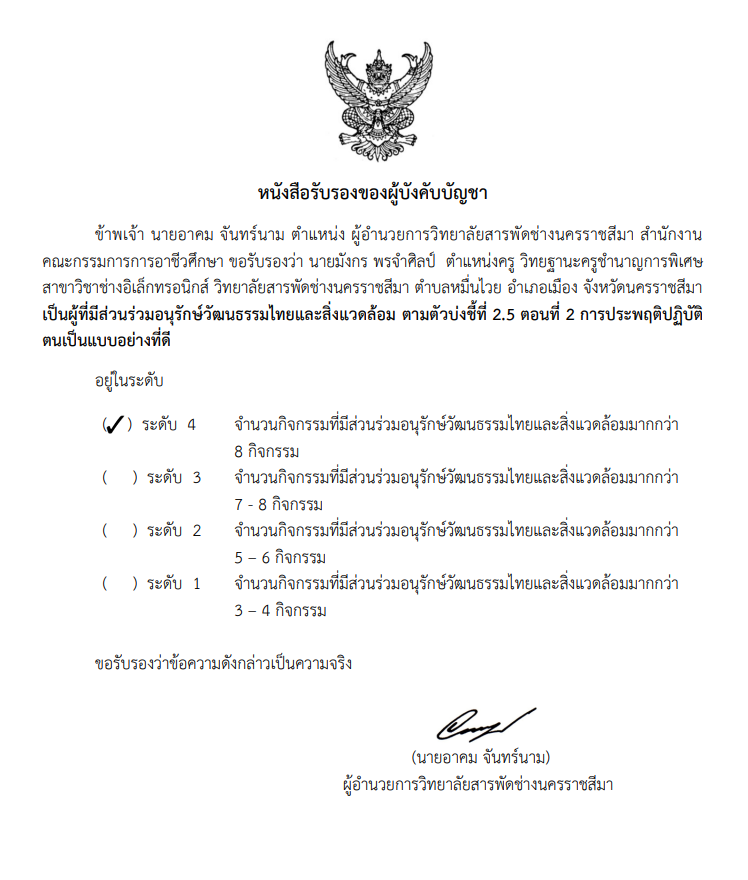 หนังสือรับรองของผู้บังคับบัญชา
ข้าพเจ้า นายอาคม จันทร์นาม ตำแหน่ง ผู้อำนวยการวิทยาลัยสารพัดช่างนครราชสีมา สำนักงาน
คณะกรรมการการอาชีวศึกษา ขอรับรองว่า นายมังกร พรจำศิลป์ ตำแหน่งครู วิทยฐานะครูชำนาญการพิเศษ
สาขาวิชาช่างอิเล็กทรอนิกส์ วิทยาลัยสารพัดช่างนครราชสีมา ตำบลหมื่นไวย อำเภอเมือง จังหวัดนครราชสีมา
เป็นผู้ที่มีส่วนร่วมอนุรักษ์วัฒนธรรมไทยและสิ่งแวดล้อม ตามตัวบ่งชี้ที่ 2.5 ตอนที่ 2 การประพฤติปฏิบัติ
ตนเป็นแบบอย่างที่ดี
อยู่ในระดับ
(✓) ระดับ 4 จำนวนกิจกรรมที่มีส่วนร่วมอนุรักษ์วัฒนธรรมไทยและสิ่งแวดล้อมมากกว่า
8 กิจกรรม
( ) ระดับ 3 จำนวนกิจกรรมที่มีส่วนร่วมอนุรักษ์วัฒนธรรมไทยและสิ่งแวดล้อมมากกว่า
7 - 8 กิจกรรม
( ) ระดับ 2 จำนวนกิจกรรมที่มีส่วนร่วมอนุรักษ์วัฒนธรรมไทยและสิ่งแวดล้อมมากกว่า
5 – 6 กิจกรรม
( ) ระดับ 1 จำนวนกิจกรรมที่มีส่วนร่วมอนุรักษ์วัฒนธรรมไทยและสิ่งแวดล้อมมากกว่า
3 – 4 กิจกรรม
ขอรับรองว่าข้อความดังกล่าวเป็นความจริง
(นายอาคม จันทร์นาม)
ผู้อำนวยการวิทยาลัยสารพัดช่างนครราชสีมา